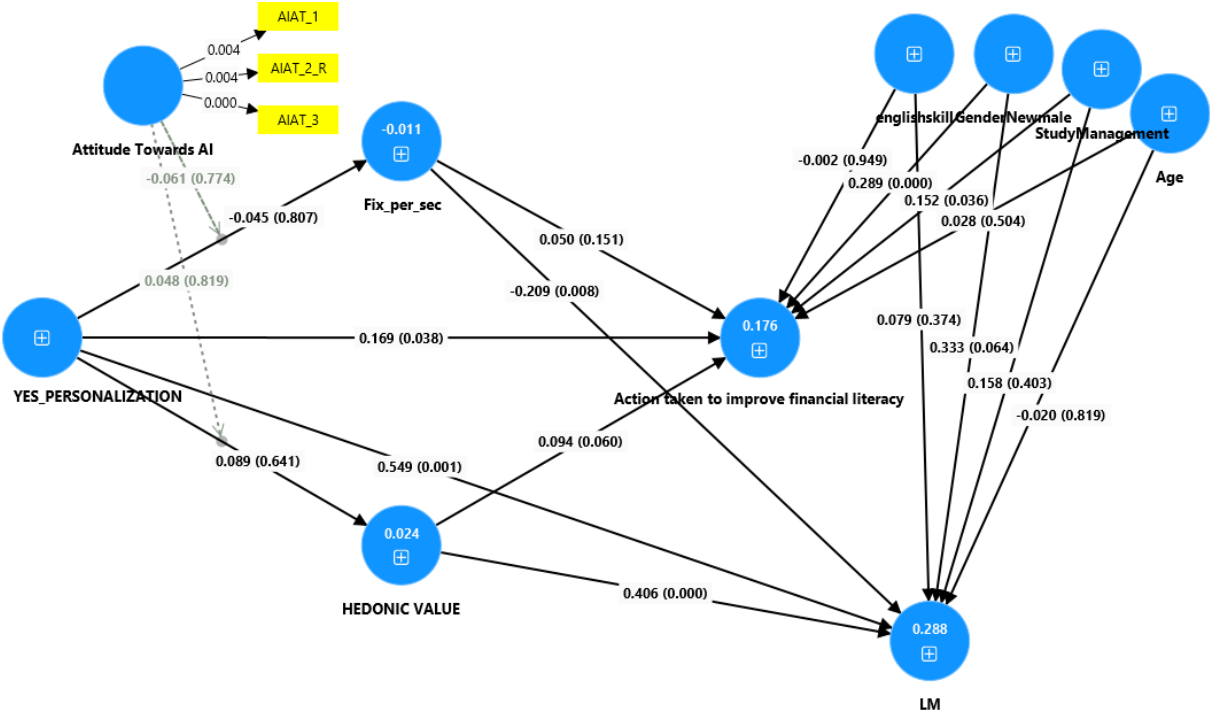 AIAT_1
0.004
AIAT_2_R
0.004
0.000
AIAT_3
Attitude Towards AI
-0.061 (0.774)
-0.011
Fix_per_sec
-0.045 (0.807)
0.048 (0.819)
englishskill
GenderNewmale
StudyManagement
Age
-0.002 (0.949)
0.289 (0.000)
0.152 (0.036)
0.028 (0.504)
0.050 (0.151)
-0.209 (0.008)
YES_PERSONALIZATION
0.169 (0.038)
0.176
Action taken to improve financial literacy
0.079 (0.374)
0.333 (0.064)
0.158 (0.403)
-0.020 (0.819)
0.089 (0.641)
0.094 (0.060)
0.549 (0.001)
0.024
HEDONIC VALUE
0.406 (0.000)
0.288
LM